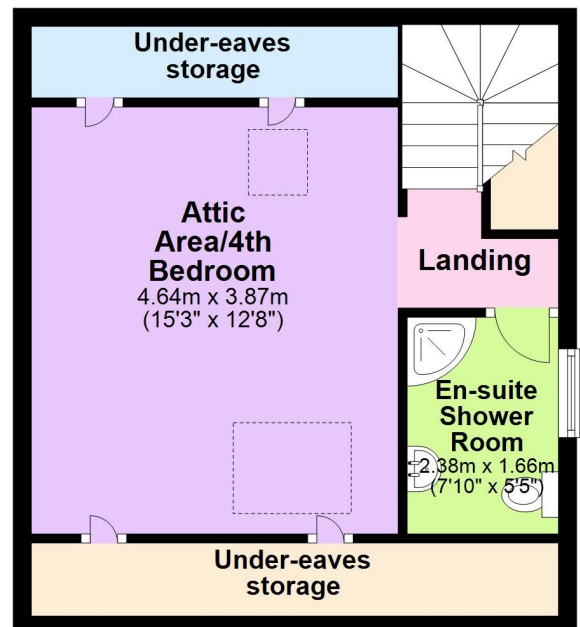 Under-eaves
storage
Attic
Area/4th
Bedroom
4.64m x 3.87m
(15'3" x 12'8")
Landing
En-suite
Shower
Room
2.38m x 1.66m
(7'10" x 5'5")
Under-eaves
storage